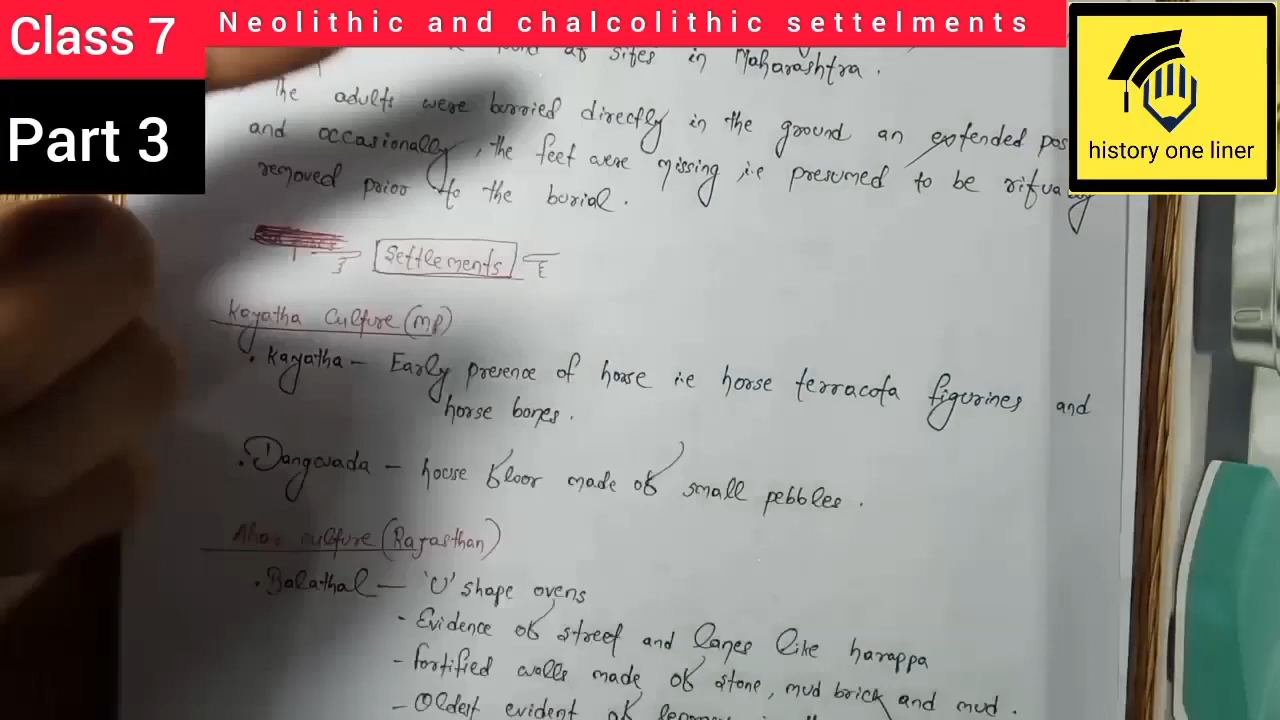 Class 7
Neolithic and chalcolithic settelments
Part 3
history one liner
found at sites in Maharashtra.
The adults were burried directly in the ground an extended pos
and occasionally, the feet were missing i.e presumed to be ritualy
removed prior to the burial.
Settlements
Kayatha Culture (MP)
. Kayatha - Early presence of horse i.e horse terracota figurines and
horse bones.
. Dangwada - house floor made of small pebbles.
Ahar culture (Rajasthan)
. Balathal - 'U' shape ovens
- Evidence of street and lanes like harappa
- fortified walls made of stone, mud brick and mud.
- Oldest evident of